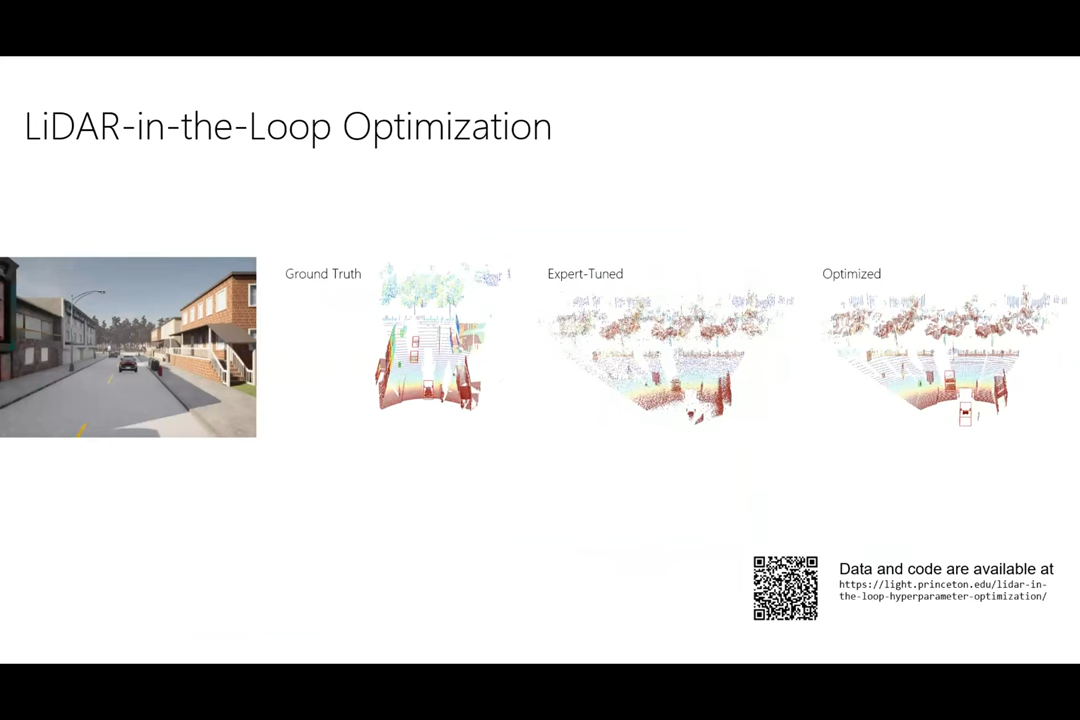 LiDAR-in-the-Loop Optimization
Ground Truth
Expert-Tuned
Optimized
Data and code are available at
https://light.princeton.edu/lidar-in-
the-loop-hyperparameter-optimization/